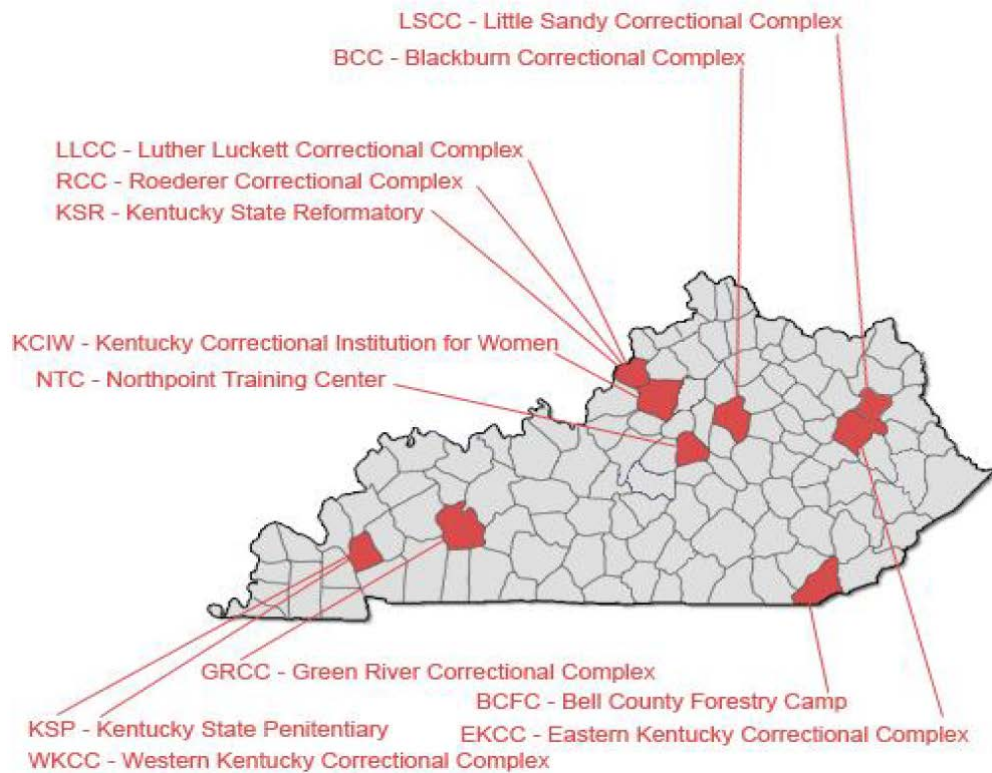 LSCC - Little Sandy Correctional Complex
BCC - Blackburn Correctional Complex
LLCC - Luther Luckett Correctional Complex
RCC - Roederer Correctional Complex
KSR - Kentucky State Reformatory
KCIW - Kentucky Correctional Institution for Women
NTC - Northpoint Training Center
GRCC - Green River Correctional Complex
BCFC - Bell County Forestry Camp
KSP - Kentucky State Penitentiary
EKCC - Eastern Kentucky Correctional Complex
WKCC - Western Kentucky Correctional Complex